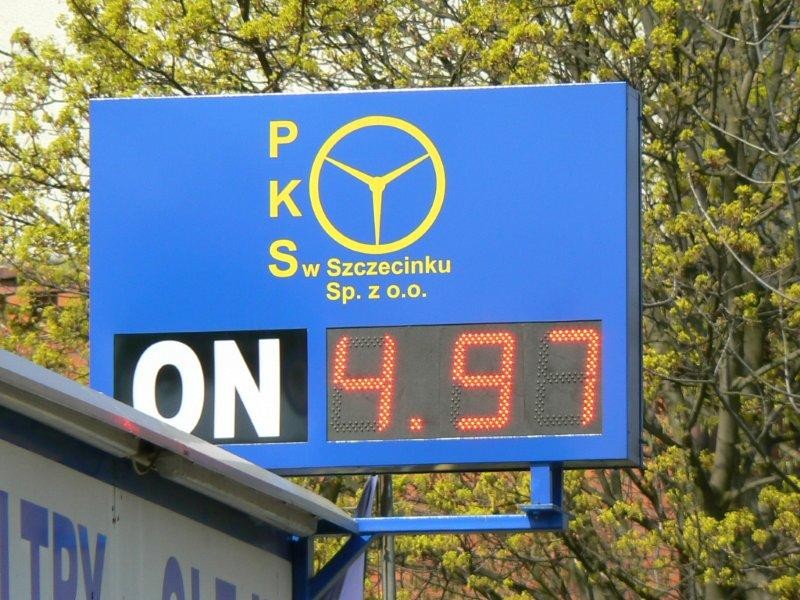 P
K
S w Szczecinku
Sp. z o.o.
ON 4.97